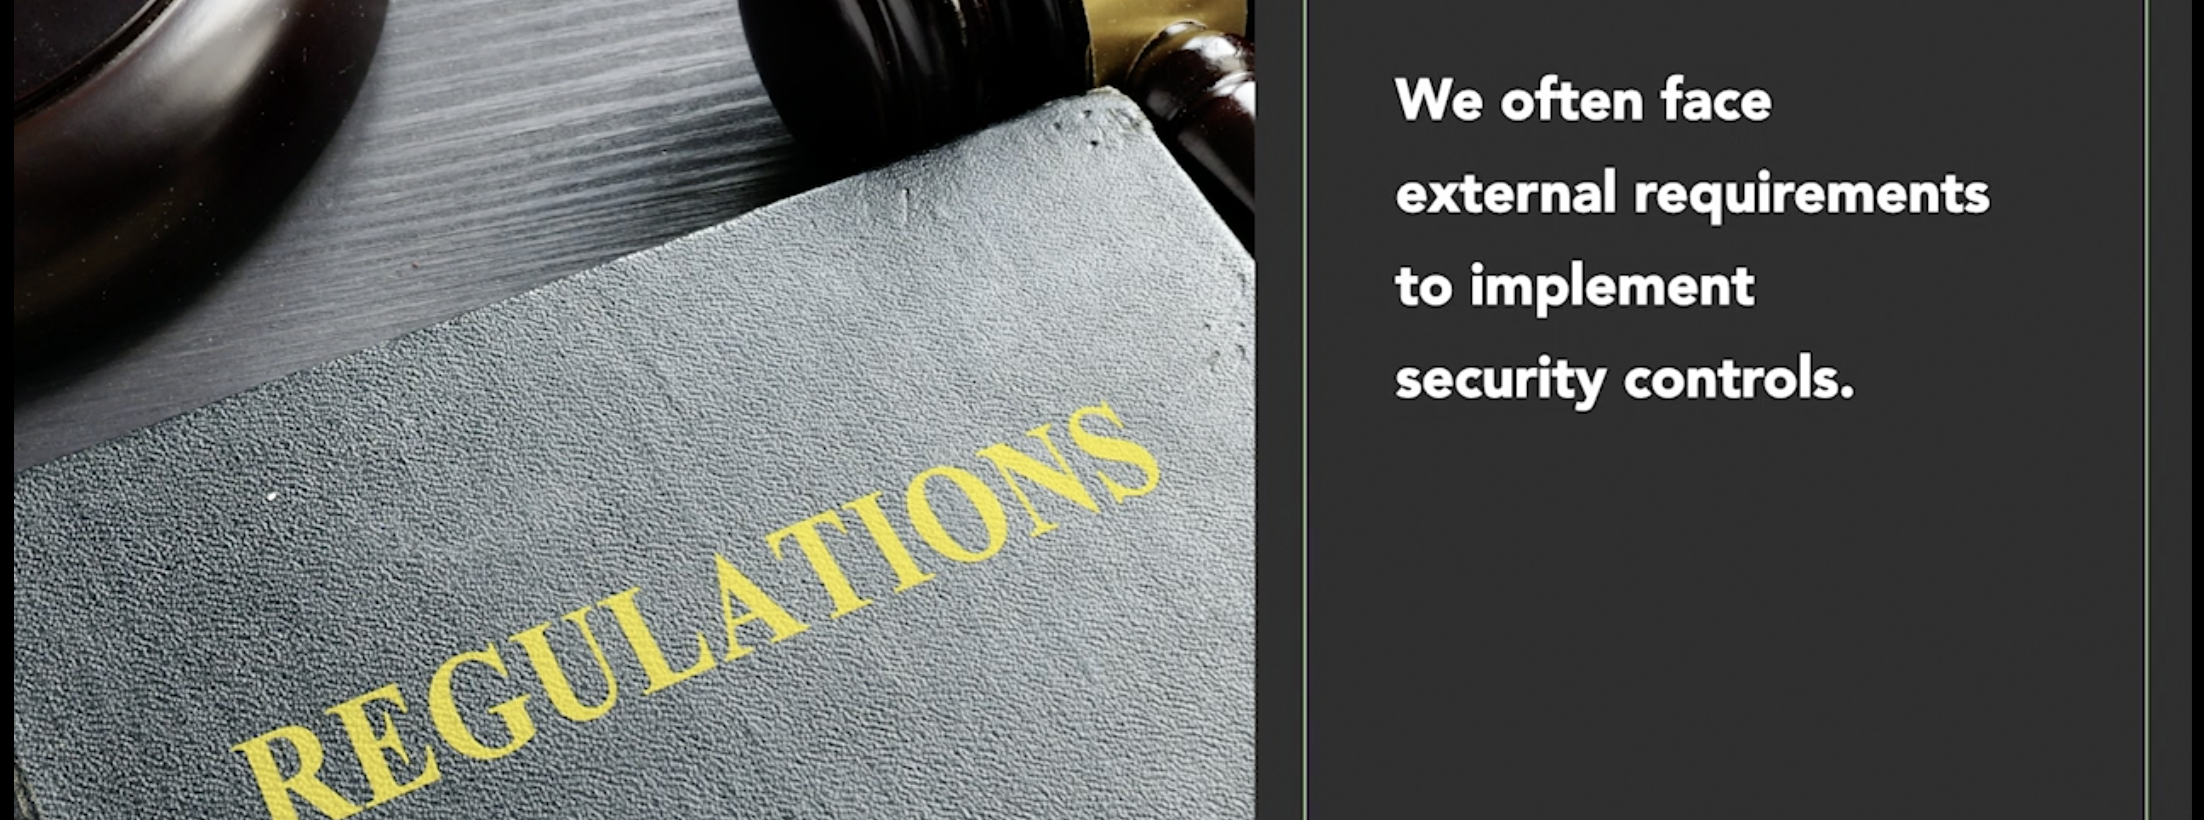 REGULATIONS
We often face
external requirements
to implement
security controls.